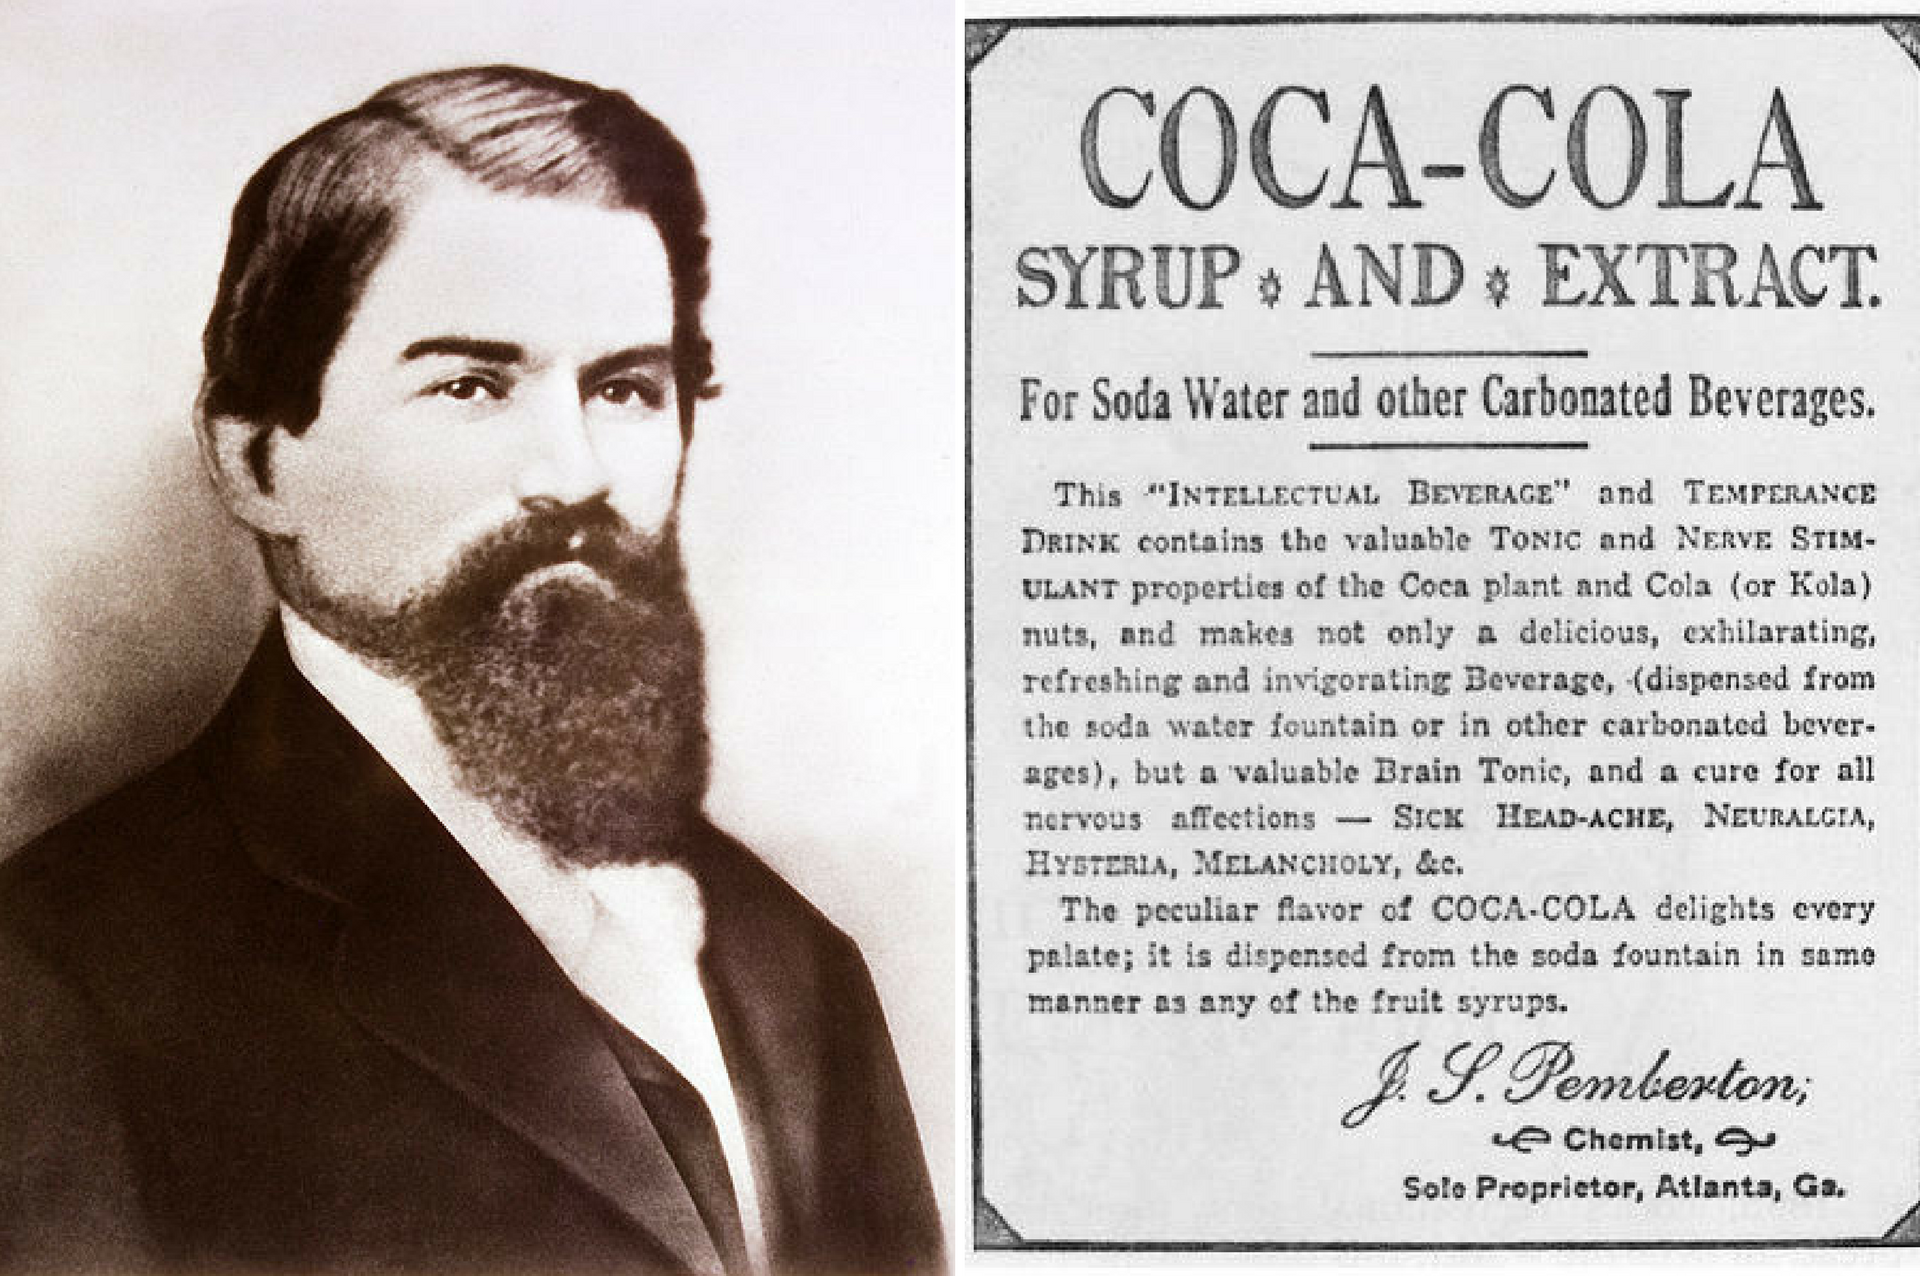 COCA-COLA
SYRUP * AND * EXTRACT.
For Soda Water and other Carbonated Beverages.
This "INTELLECTUAL BEVERAGE" and TEMPERANCE
DRINK contains the valuable TONIC and NERVE STIM-
ULANT properties of the Coca plant and Cola (or Kola)
nuts, and makes not only a delicious, exhilarating,
refreshing and invigorating Beverage, (dispensed from
the soda water fountain or in other carbonated bever-
ages), but a valuable Brain Tonic, and a cure for all
nervous affections — SICK HEAD-ACHE, NEURALGIA,
HYSTERIA, MELANCHOLY, &c.
The peculiar flavor of COCA-COLA delights every
palate; it is dispensed from the soda fountain in same
manner as any of the fruit syrups.
J. S. Pemberton;
Chemist,
Sole Proprietor, Atlanta, Ga.